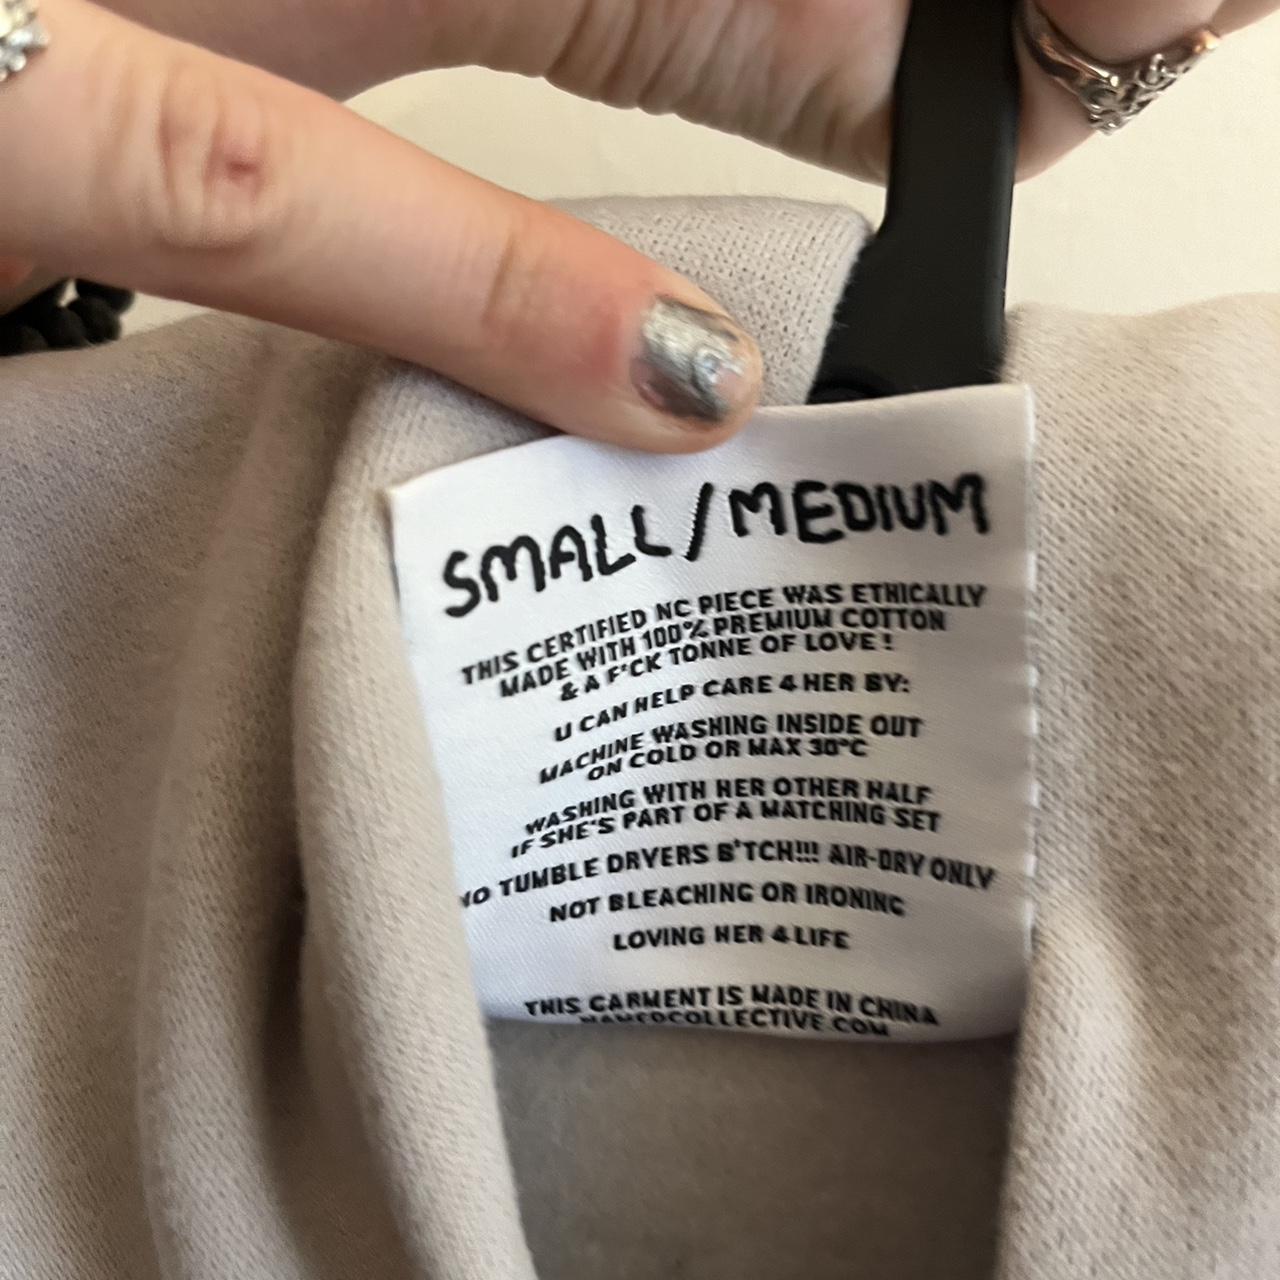 SMALL/MEDIUM
THIS CERTIFIED NC PIECE WAS ETHICALLY
MADE WITH 100% PREMIUM COTTON
& A F*CK TONNE OF LOVE!
U CAN HELP CARE 4 HER BY:
MACHINE WASHING INSIDE OUT
ON COLD OR MAX 30°C
WASHING WITH HER OTHER HALF
IF SHE'S PART OF A MATCHING SET
NO TUMBLE DRYERS B*TCH!!! AIR-DRY ONLY
NOT BLEACHING OR IRONING
LOVING HER 4 LIFE
THIS GARMENT IS MADE IN CHINA
NAKEDCOLLECTIVE.COM